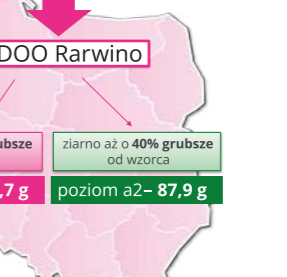 DOO Rarwino
ubsze
ziarno aż o 40% grubsze
od wzorca
,7 g
poziom a2– 87,9 g